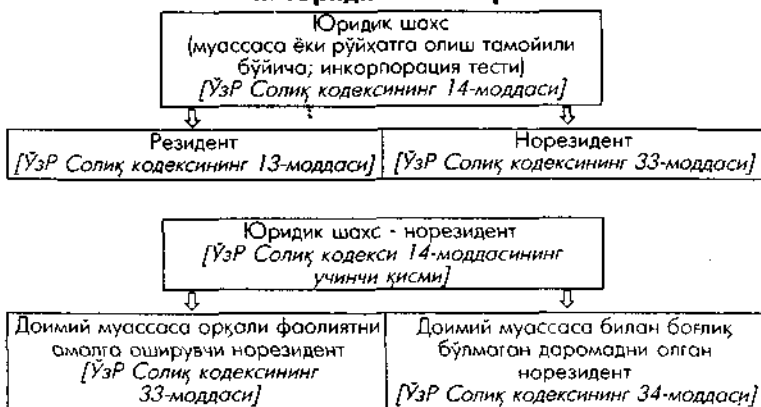 Юридик шахс
(муассаса ёки рўйхатга олиш тамойили
бўйича; инкорпорация тести)
[ЎзР Солиқ кодексининг 14-моддаси]
Резидент
[ЎзР Солиқ кодексининг 13-моддаси]
Норезидент
[ЎзР Солиқ кодексининг 33-моддаси]
Юридик шахс - норезидент
[ЎзР Солиқ кодекси 14-моддасининг
учинчи қисми]
Доимий муассаса орқали фаолиятни
амалга оширувчи норезидент
[ЎзР Солиқ кодексининг
33-моддаси]
Доимий муассаса билан боғлиқ
бўлмаган даромадни олган
норезидент
[ЎзР Солиқ кодексининг 34-моддаси]